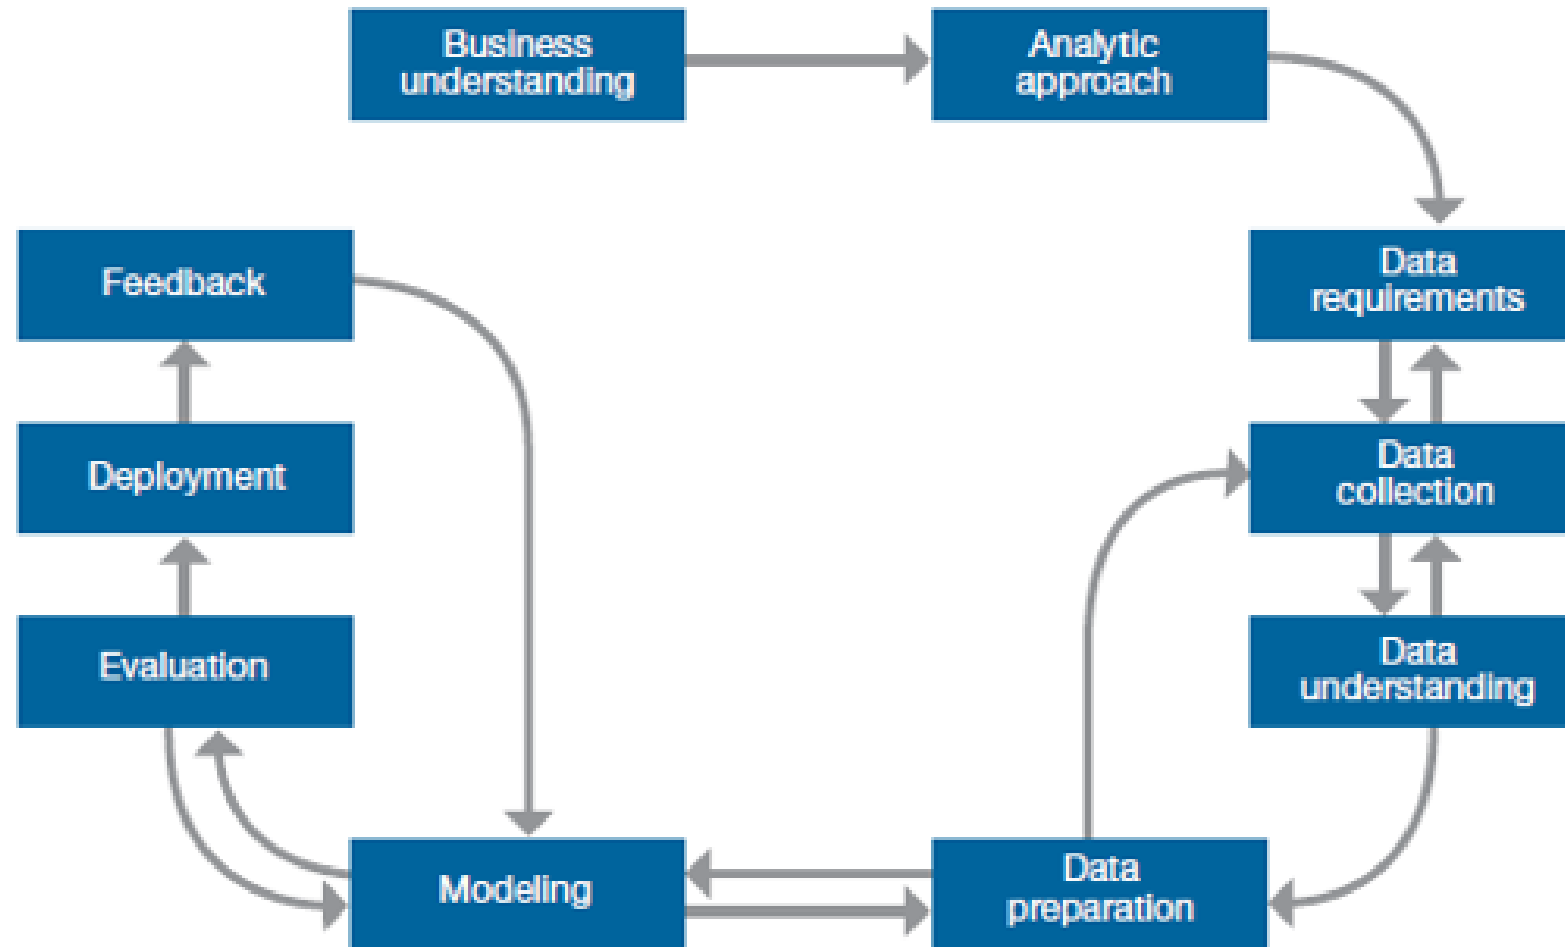 Business
understanding
Analytic
approach
Feedback
Data
requirements
Deployment
Data
collection
Evaluation
Data
understanding
Modeling
Data
preparation